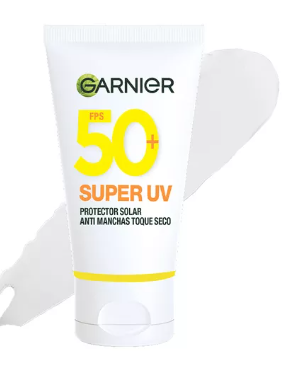 GARNIER
FPS
50+
SUPER UV
PROTECTOR SOLAR
ANTI MANCHAS TOQUE SECO